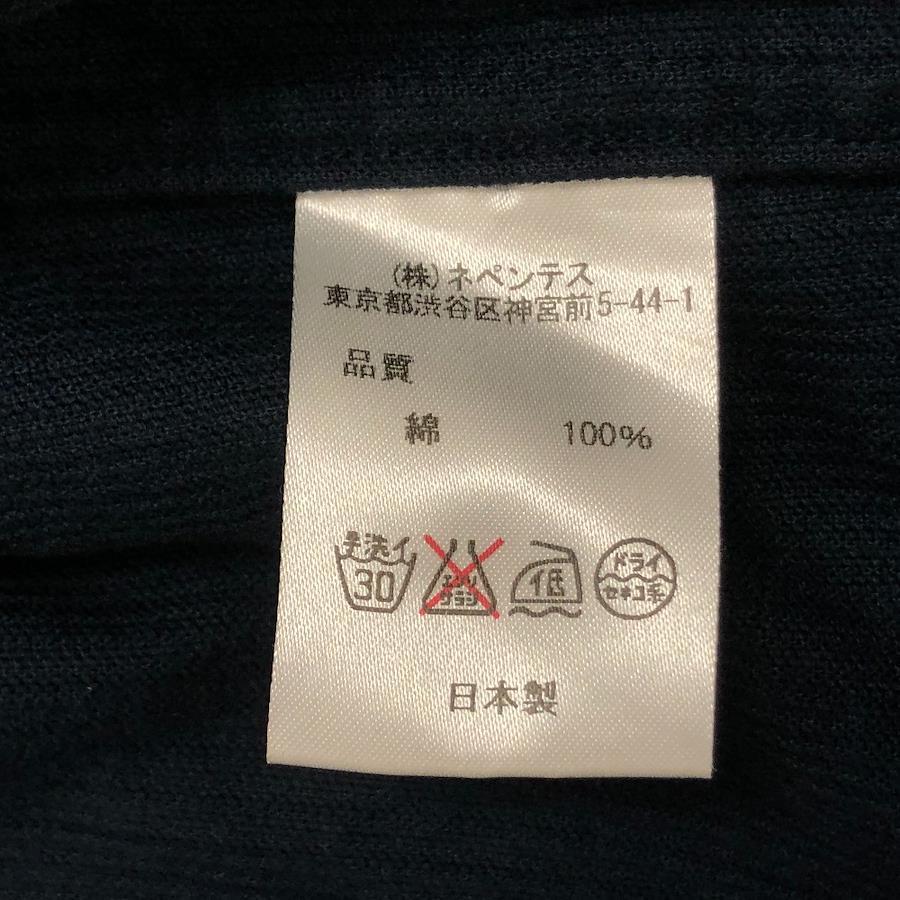 (株)ネペンテス
東京都渋谷区神宮前5-44-1
品質
綿 100%
手洗イ 30
エンソ サラシ
低
ドライ セキユ系
日本製